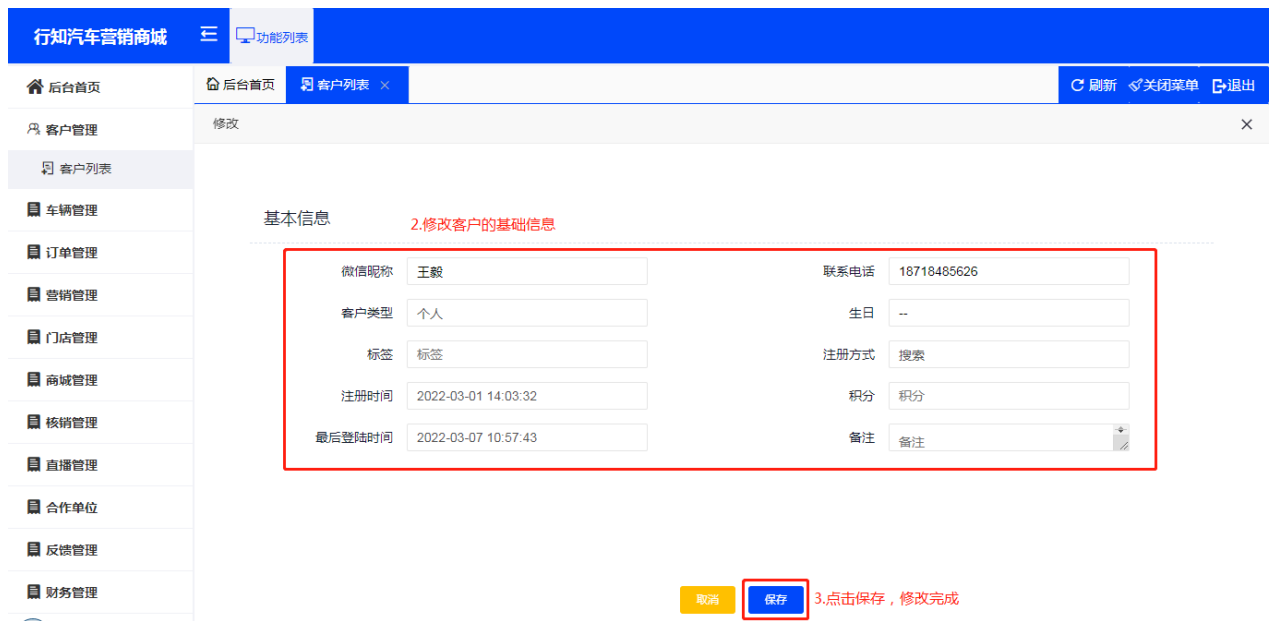 行知汽车营销商城
功能列表
后台首页
客户管理
客户列表
车辆管理
订单管理
营销管理
门店管理
商城管理
核销管理
直播管理
合作单位
反馈管理
财务管理
后台首页 客户列表 刷新 关闭菜单 退出
修改
基本信息 2.修改客户的基础信息
微信昵称 王毅 联系电话 18718485626
客户类型 个人 生日 --
标签 标签 注册方式 搜索
注册时间 2022-03-01 14:03:32 积分 积分
最后登陆时间 2022-03-07 10:57:43 备注 备注
取消 保存 3.点击保存，修改完成